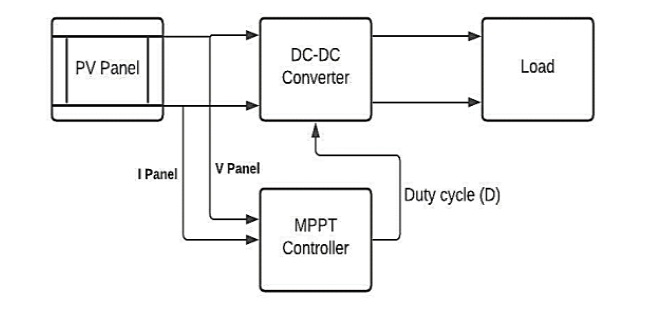 PV Panel
DC-DC
Converter
Load
I Panel
V Panel
Duty cycle (D)
MPPT
Controller